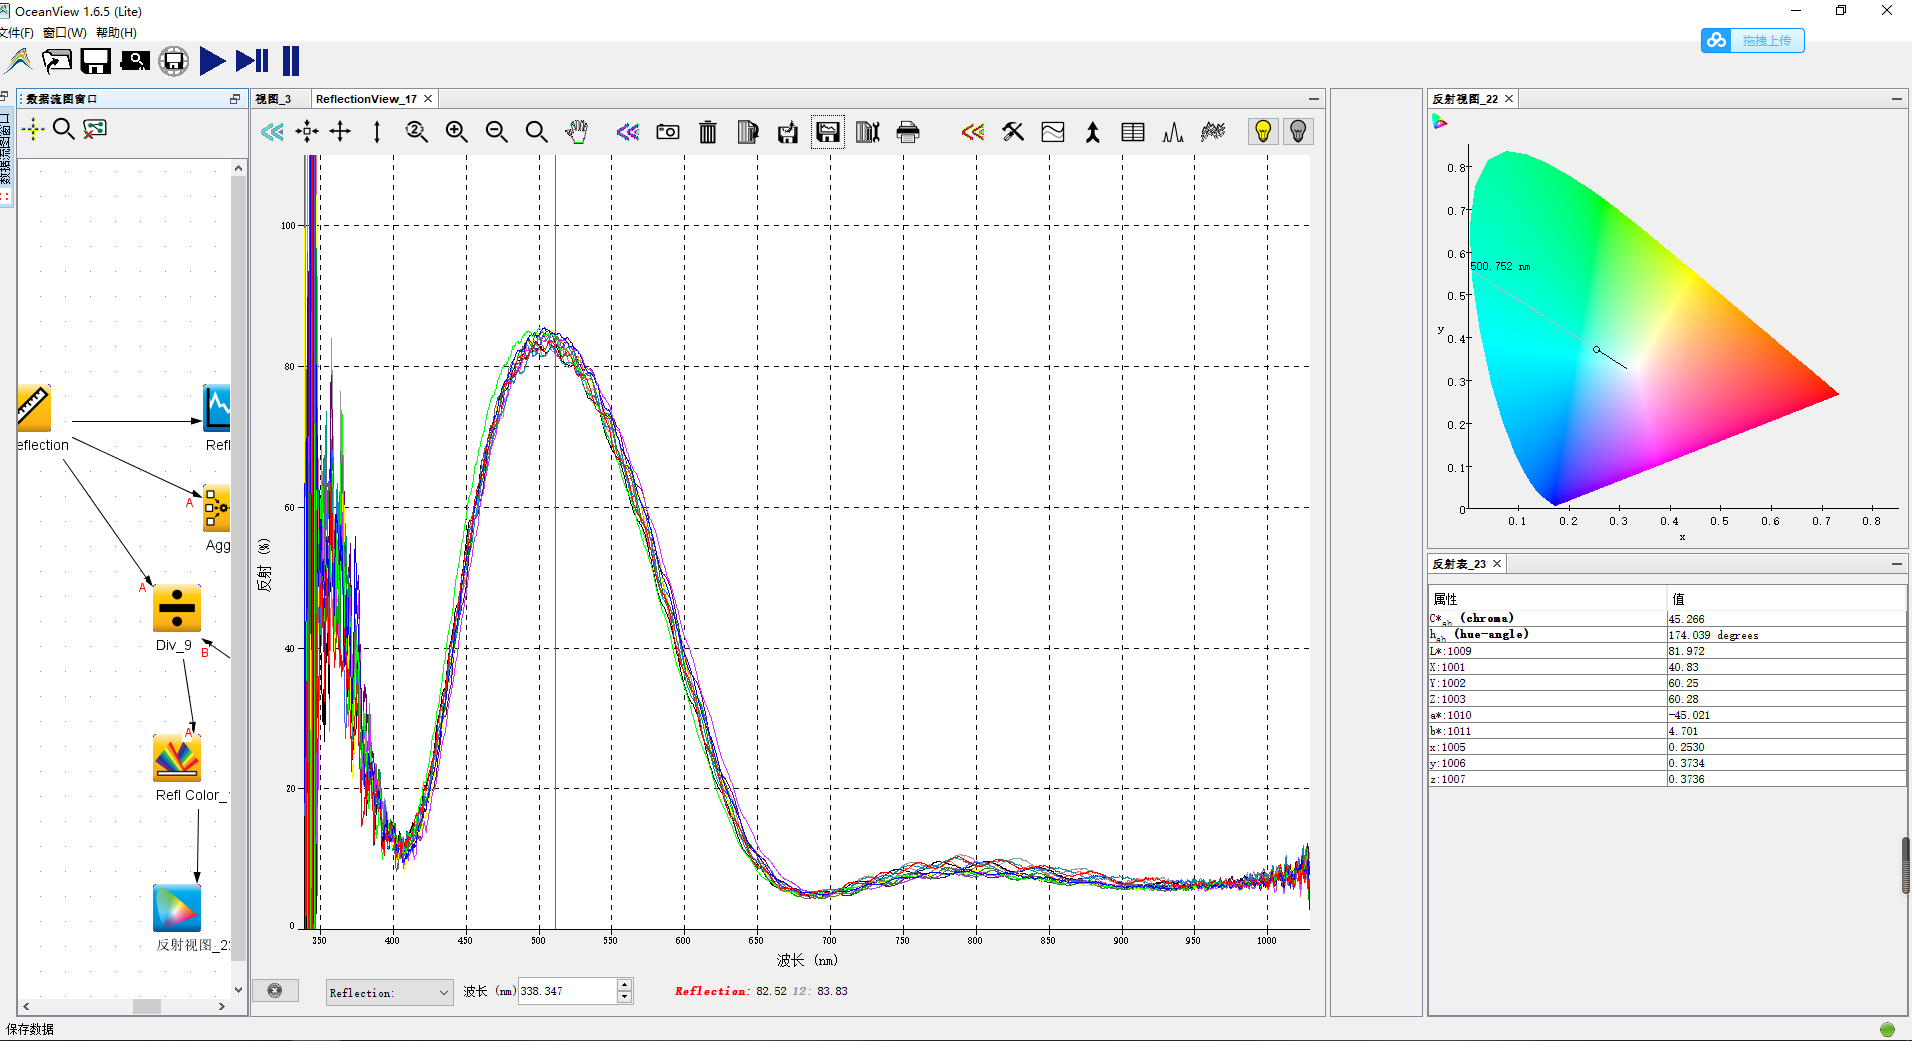 OceanView 1.6.5 (Lite)
文件(F) 窗口(W) 帮助(H)
拖拽上传
数据流图窗口
数据流图窗口
视图_3
ReflectionView_17
反射视图_22
eflection
Refl
A
Agg
A
Div_9
B
A
Refl Color_
反射视图_2
反射 (%)
100
80
60
40
20
0
350 400 450 500 550 600 650 700 750 800 850 900 950 1000
波长 (nm)
Reflection: 波长 (nm) 338.347 Reflection: 82.52 12: 83.83
500.752 nm
y
0.8
0.7
0.6
0.5
0.4
0.3
0.2
0.1
0
0.1 0.2 0.3 0.4 0.5 0.6 0.7 0.8
x
反射表_23
属性 值
C*ab (chroma) 45.266
hab (hue-angle) 174.039 degrees
L*:1009 81.972
X:1001 40.83
Y:1002 60.25
Z:1003 60.28
a*:1010 -45.021
b*:1011 4.701
x:1005 0.2530
y:1006 0.3734
z:1007 0.3736
保存数据